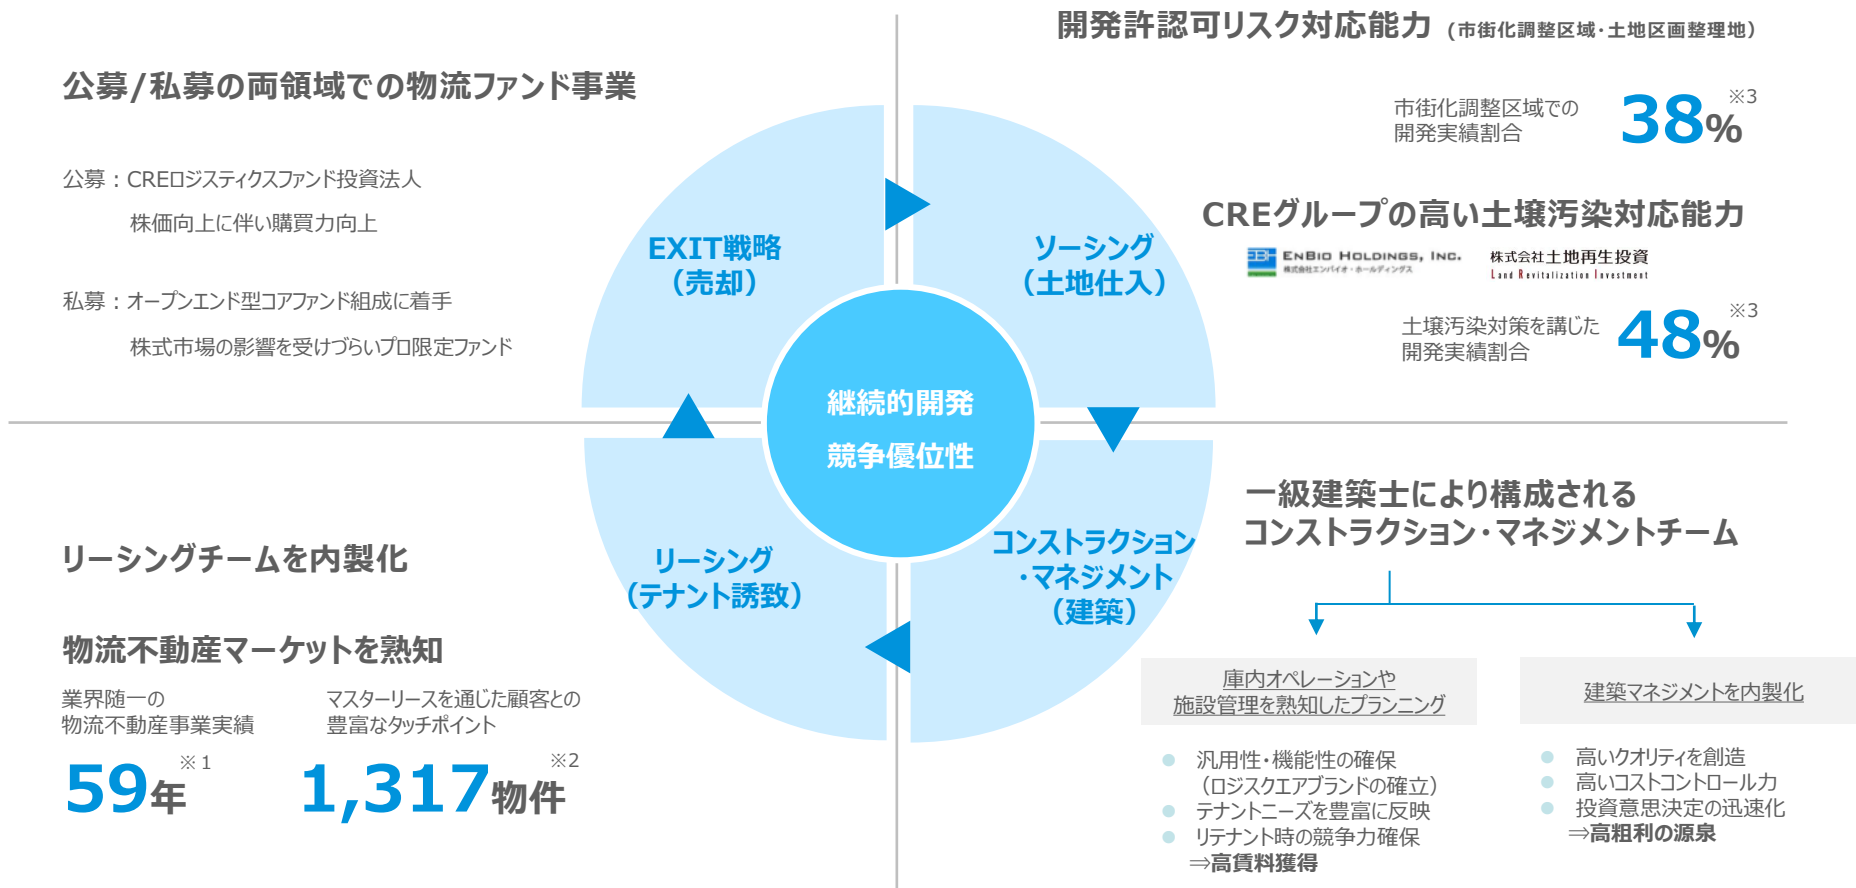 公募/私募の両領域での物流ファンド事業
公募：CREロジスティクスファンド投資法人
株価向上に伴い購買力向上
私募：オープンエンド型コアファンド組成に着手
株式市場の影響を受けづらいプロ限定ファンド
開発許認可リスク対応能力 (市街化調整区域・土地区画整理地)
市街化調整区域での
開発実績割合
38% ※3
CREグループの高い土壌汚染対応能力
ENBIO HOLDINGS, INC.
株式会社エンバイオ・ホールディングス
株式会社土地再生投資
Land Revitalization Investment
土壌汚染対策を講じた
開発実績割合
48% ※3
EXIT戦略
（売却）
ソーシング
（土地仕入）
継続的開発
競争優位性
リーシング
（テナント誘致）
コンストラクション
・マネジメント
（建築）
リーシングチームを内製化
物流不動産マーケットを熟知
業界随一の
物流不動産事業実績
59年 ※1
マスターリースを通じた顧客との
豊富なタッチポイント
1,317物件 ※2
一級建築士により構成される
コンストラクション・マネジメントチーム
庫内オペレーションや
施設管理を熟知したプランニング
● 汎用性・機能性の確保
（ロジスクエアブランドの確立）
● テナントニーズを豊富に反映
● リテナント時の競争力確保
⇒高賃料獲得
建築マネジメントを内製化
● 高いクオリティを創造
● 高いコストコントロール力
● 投資意思決定の迅速化
⇒高粗利の源泉